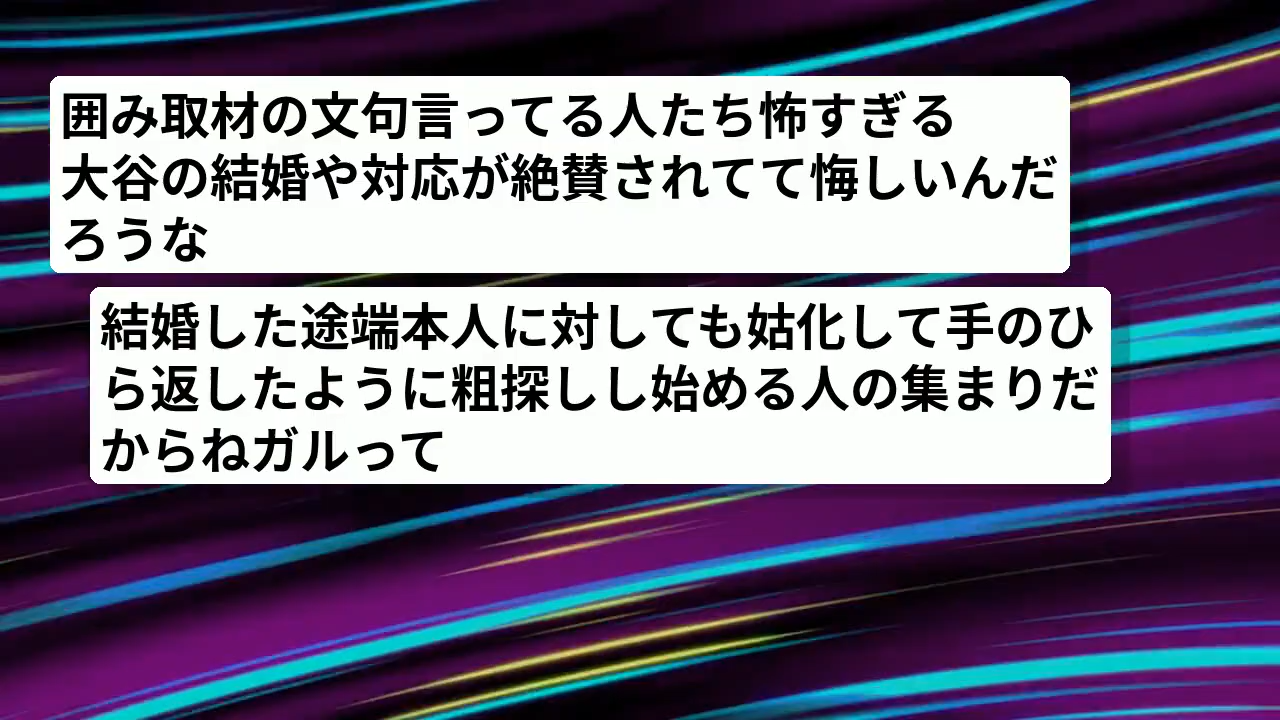 囲み取材の文句言ってる人たち怖すぎる
大谷の結婚や対応が絶賛されてて悔しいんだ
ろうな
結婚した途端本人に対しても姑化して手のひ
ら返したように粗探しし始める人の集まりだ
からねガルって